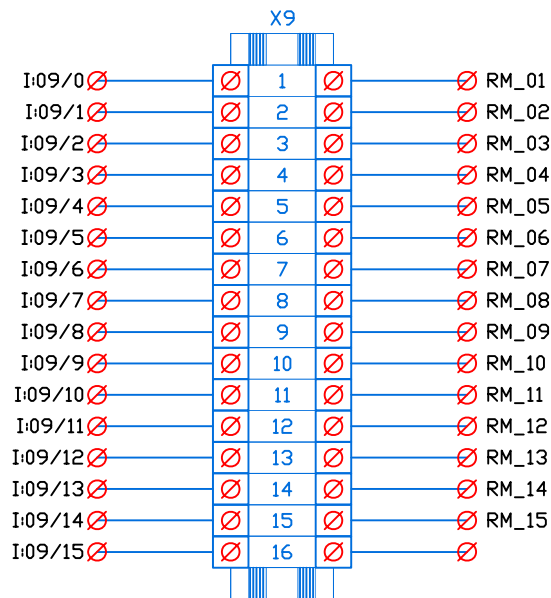 X9
I:09/0 1 RM_01
I:09/1 2 RM_02
I:09/2 3 RM_03
I:09/3 4 RM_04
I:09/4 5 RM_05
I:09/5 6 RM_06
I:09/6 7 RM_07
I:09/7 8 RM_08
I:09/8 9 RM_09
I:09/9 10 RM_10
I:09/10 11 RM_11
I:09/11 12 RM_12
I:09/12 13 RM_13
I:09/13 14 RM_14
I:09/14 15 RM_15
I:09/15 16